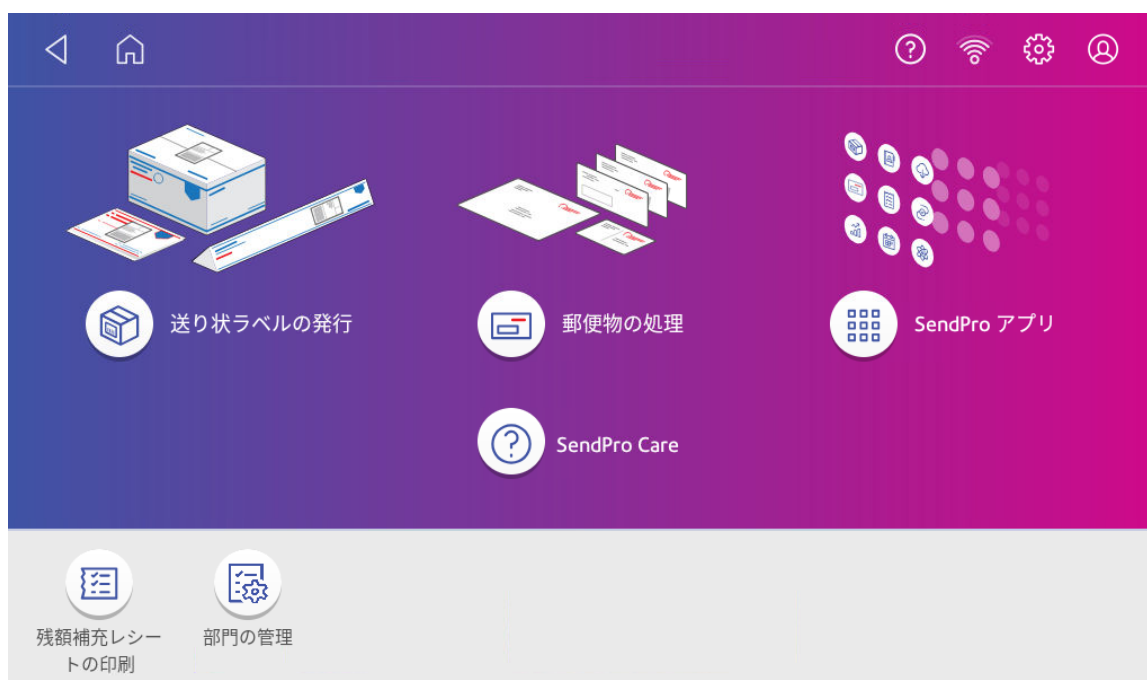 送り状ラベルの発行
郵便物の処理
SendPro アプリ
SendPro Care
残額補充レシー
トの印刷
部門の管理